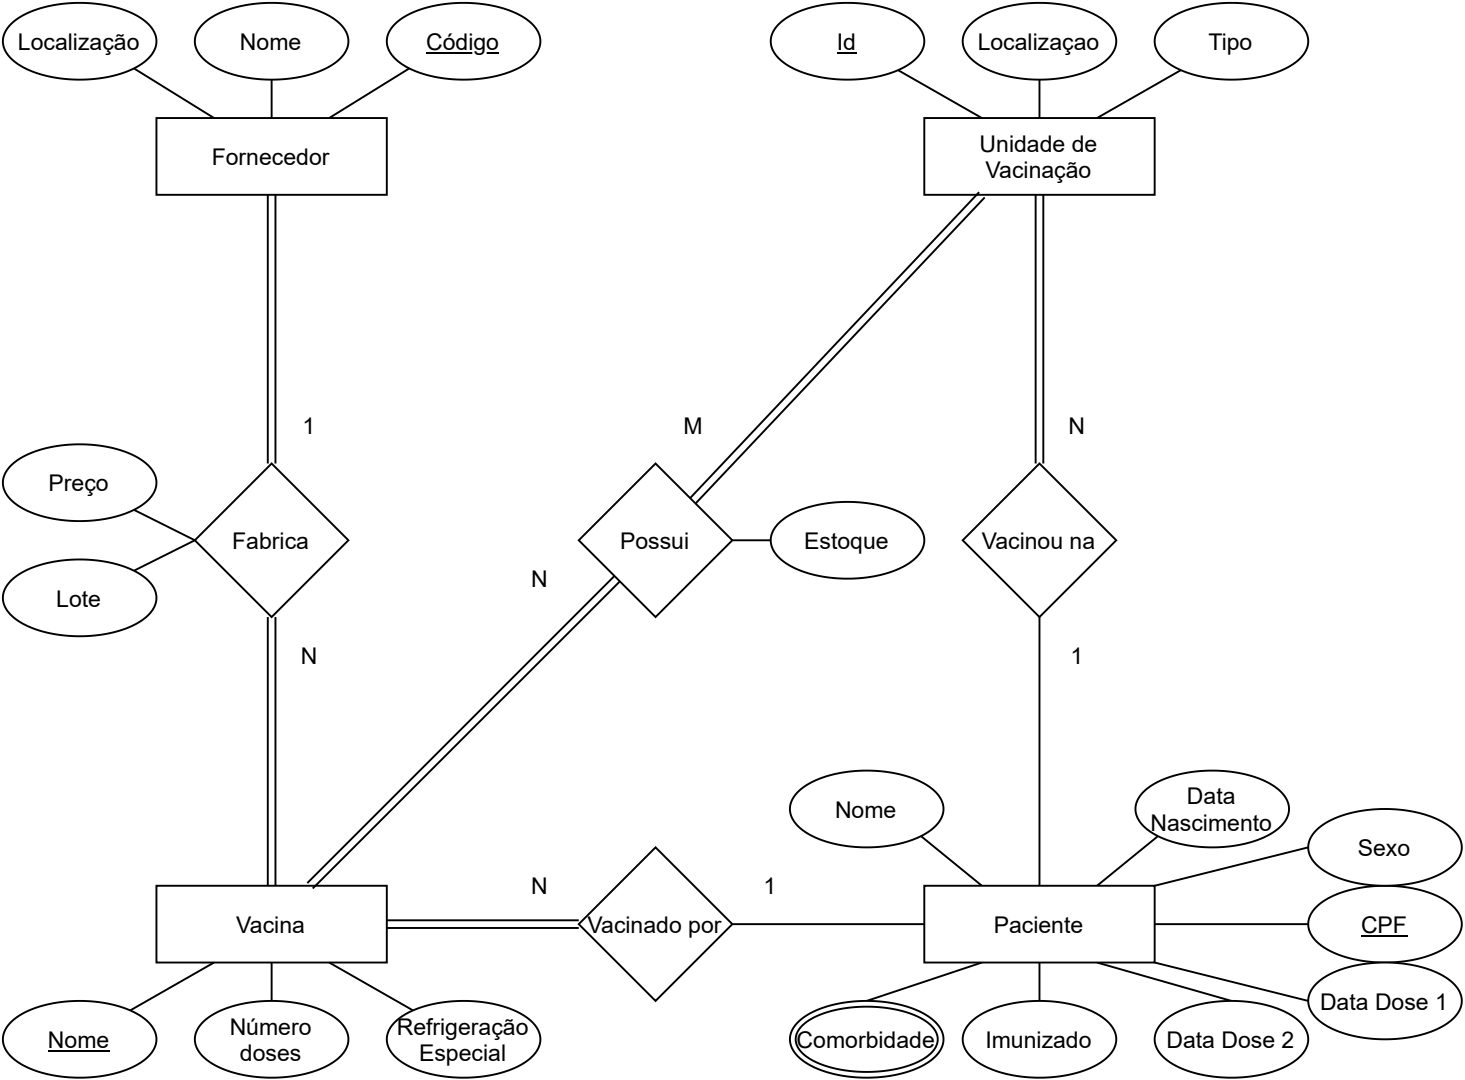 Localização
Nome
Código
Id
Localizaçao
Tipo
Fornecedor
Unidade de
Vacinação
1
M
N
Preço
Fabrica
Possui
Estoque
Vacinou na
N
Lote
N
1
Nome
Data
Nascimento
Sexo
N
1
Vacina
Vacinado por
Paciente
CPF
Data Dose 1
Nome
Número
doses
Refrigeração
Especial
Comorbidade
Imunizado
Data Dose 2